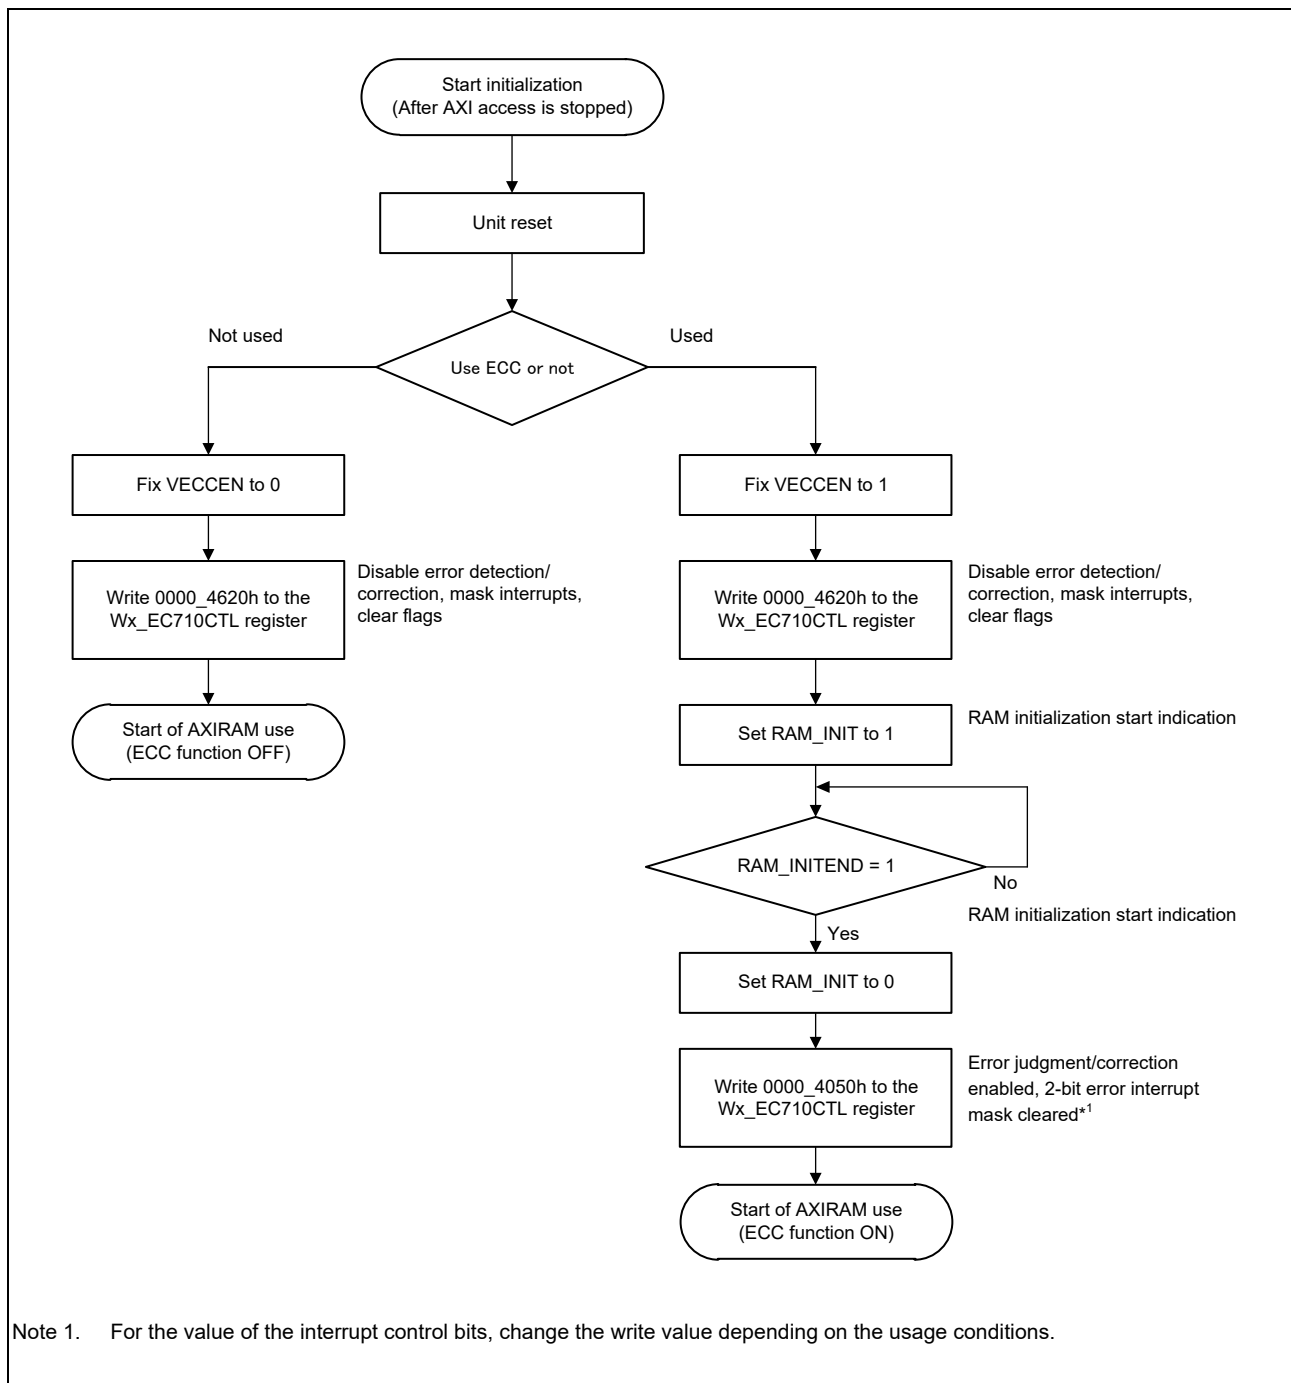 Start initialization
(After AXI access is stopped)
Unit reset
Not used
Used
Use ECC or not
Fix VECCEN to 0
Fix VECCEN to 1
Write 0000_4620h to the
Wx_EC710CTL register
Disable error detection/
correction, mask interrupts,
clear flags
Write 0000_4620h to the
Wx_EC710CTL register
Disable error detection/
correction, mask interrupts,
clear flags
Start of AXIRAM use
(ECC function OFF)
Set RAM_INIT to 1
RAM initialization start indication
RAM_INITEND = 1
No
RAM initialization start indication
Yes
Set RAM_INIT to 0
Write 0000_4050h to the
Wx_EC710CTL register
Error judgment/correction
enabled, 2-bit error interrupt
mask cleared*1
Start of AXIRAM use
(ECC function ON)
Note 1. For the value of the interrupt control bits, change the write value depending on the usage conditions.